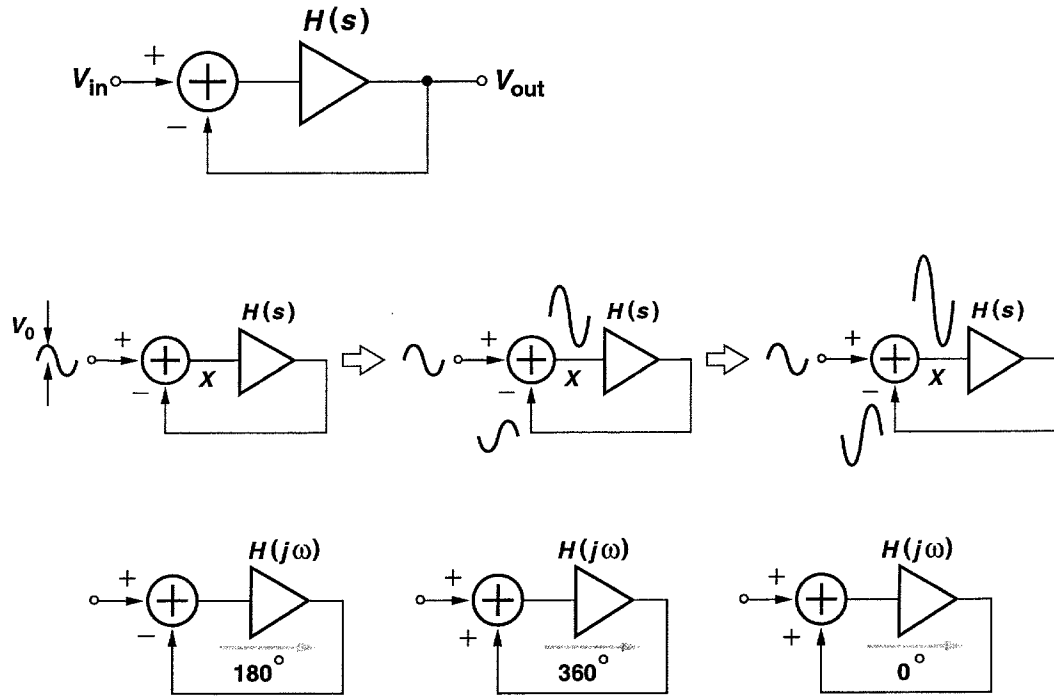 H(s)
+
V_in
−
V_out
V_0
+
−
X
H(s)
+
−
X
H(s)
+
−
X
H(s)
+
−
H(jω)
180°
+
+
H(jω)
360°
+
+
H(jω)
0°